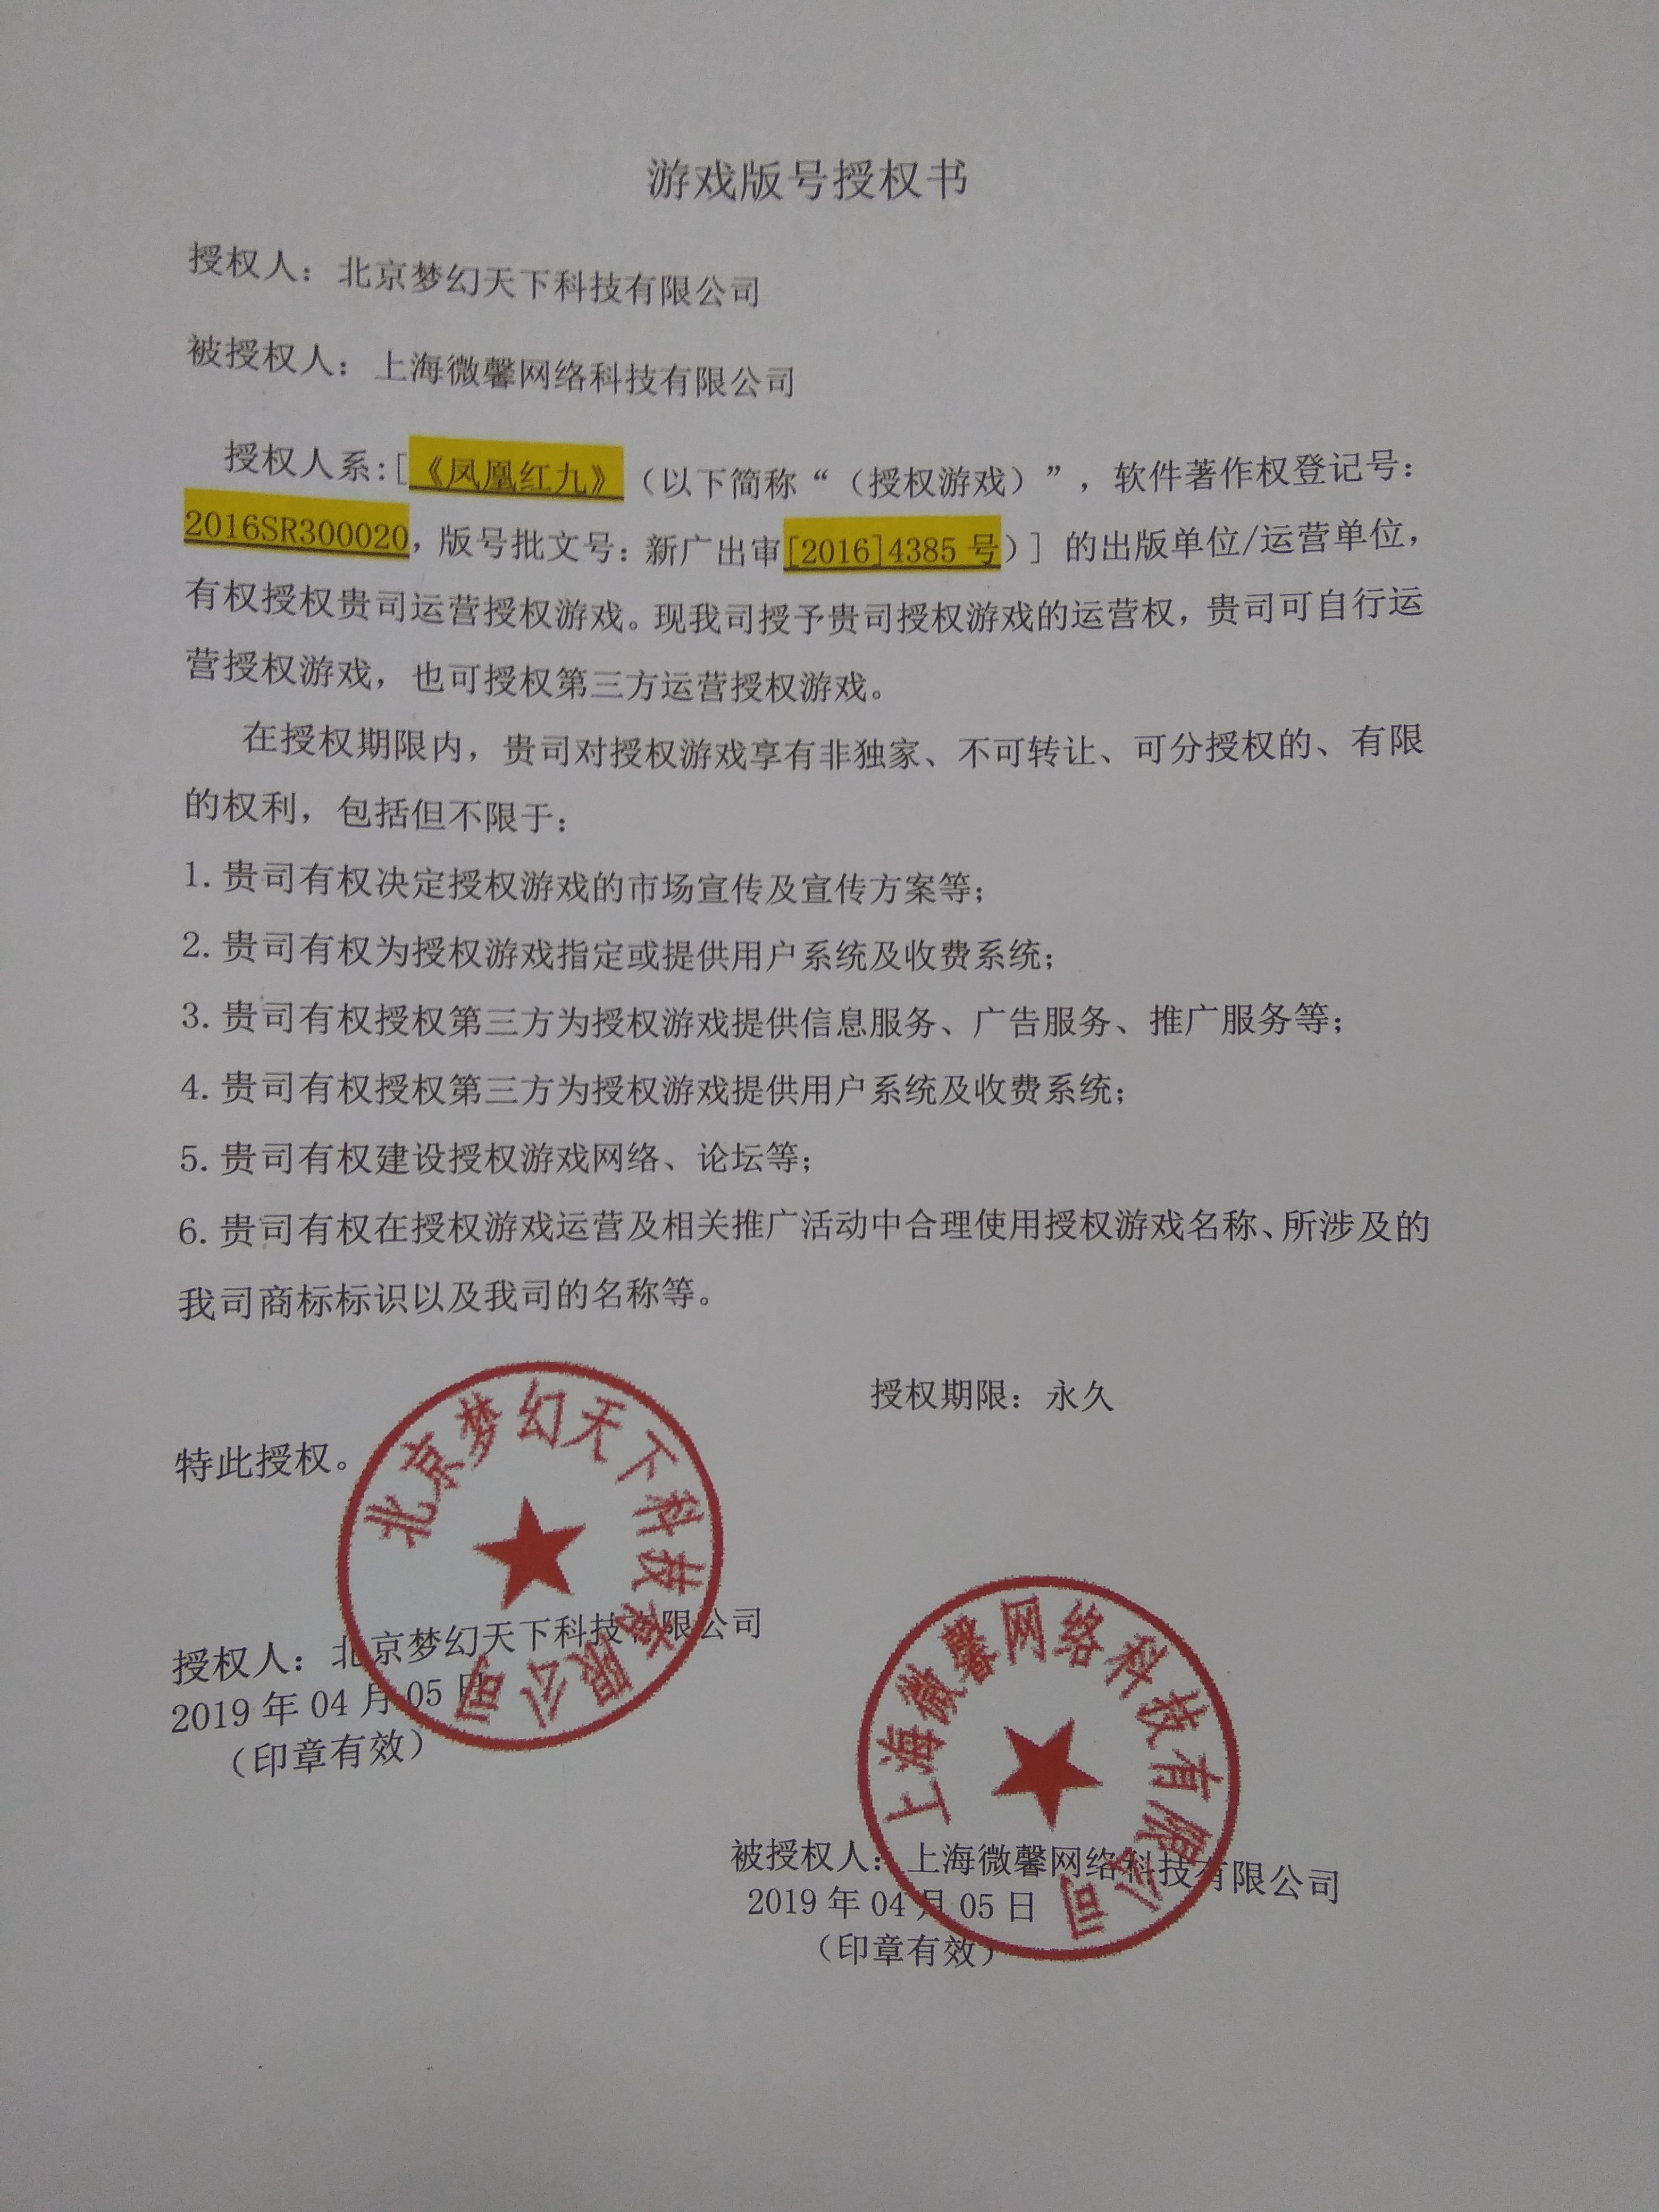 游戏版号授权书
授权人：北京梦幻天下科技有限公司
被授权人：上海微馨网络科技有限公司
授权人系:[《凤凰红九》（以下简称“（授权游戏）”，软件著作权登记号：
2016SR300020，版号批文号：新广出审[2016]4385 号）] 的出版单位/运营单位，
有权授权贵司运营授权游戏。现我司授予贵司授权游戏的运营权，贵司可自行运
营授权游戏，也可授权第三方运营授权游戏。
在授权期限内，贵司对授权游戏享有非独家、不可转让、可分授权的、有限
的权利，包括但不限于：
1. 贵司有权决定授权游戏的市场宣传及宣传方案等；
2. 贵司有权为授权游戏指定或提供用户系统及收费系统；
3. 贵司有权授权第三方为授权游戏提供信息服务、广告服务、推广服务等；
4. 贵司有权授权第三方为授权游戏提供用户系统及收费系统；
5. 贵司有权建设授权游戏网络、论坛等；
6. 贵司有权在授权游戏运营及相关推广活动中合理使用授权游戏名称、所涉及的
我司商标标识以及我司的名称等。
授权期限：永久
特此授权。
北京梦幻天下科技有限公司
授权人：北京梦幻天下科技有限公司
2019 年 04 月 05 日
（印章有效）
上海微馨网络科技有限公司
被授权人：上海微馨网络科技有限公司
2019 年 04 月 05 日
（印章有效）